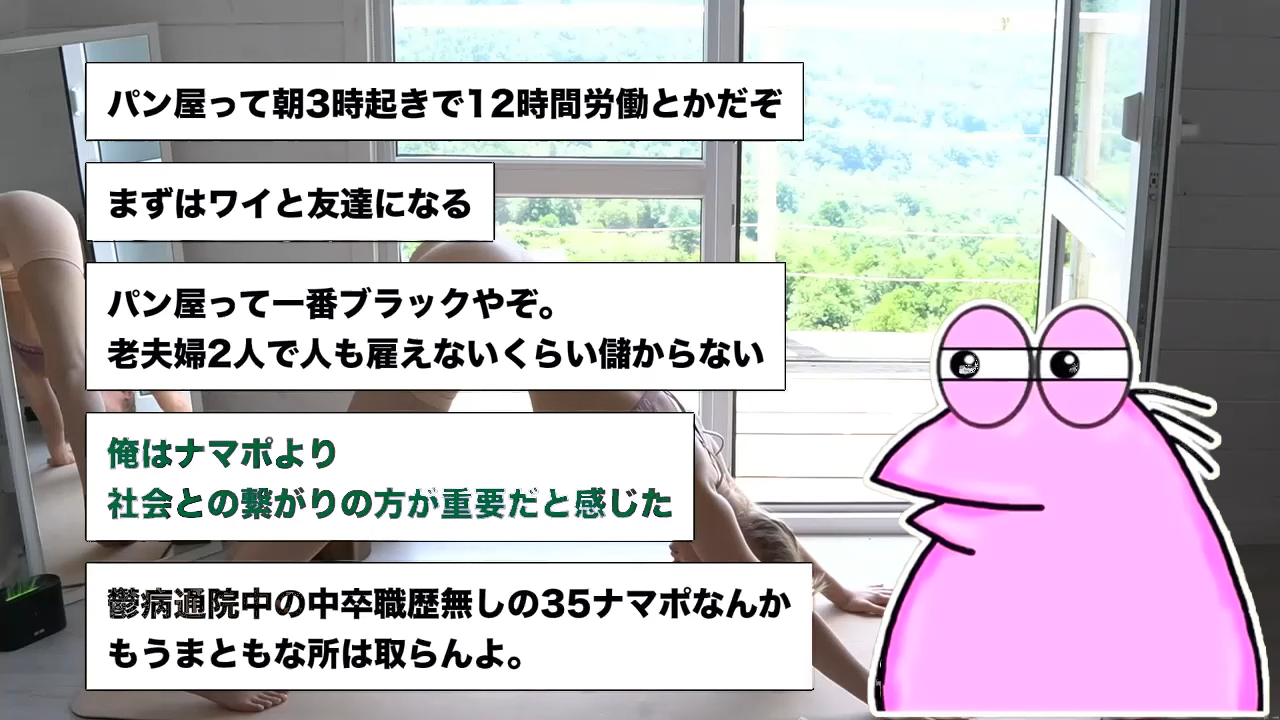 パン屋って朝3時起きで12時間労働とかだぞ
まずはワイと友達になる
パン屋って一番ブラックやぞ。
老夫婦2人で人も雇えないくらい儲からない
俺はナマポより
社会との繋がりの方が重要だと感じた
鬱病通院中の中卒職歴無しの35ナマポなんか
もうまともな所は取らんよ。